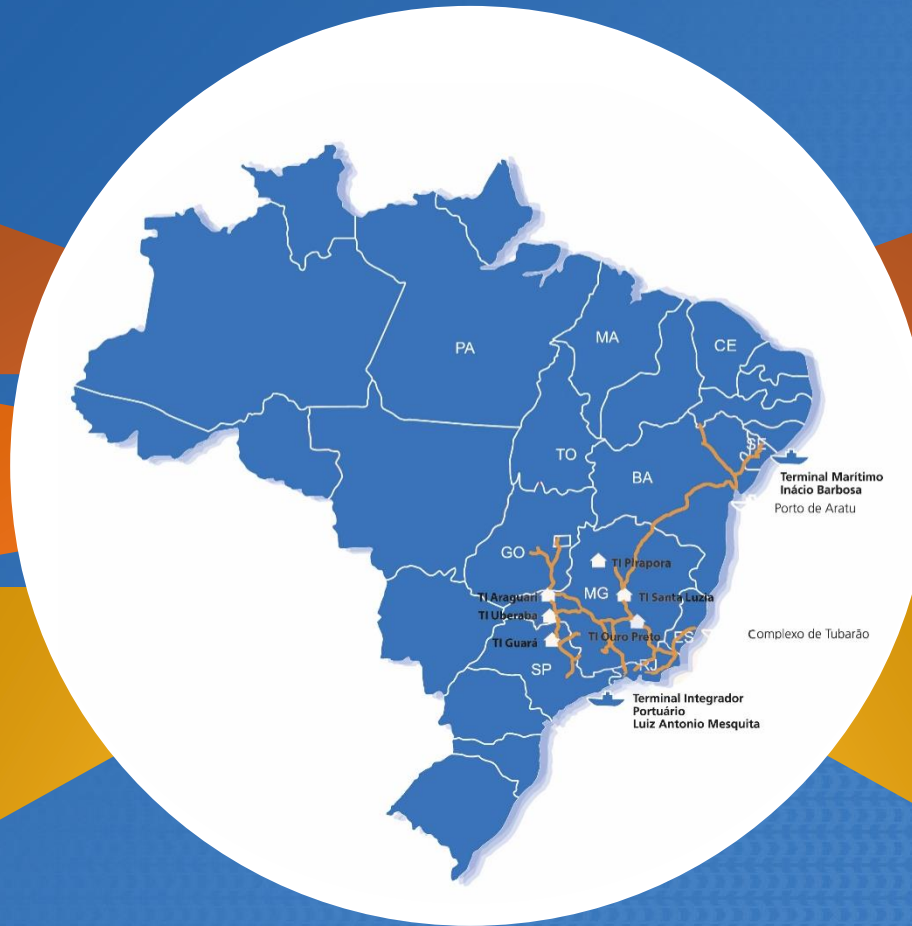 PA
MA
CE
TO
BA
SE
Terminal Marítimo
Inácio Barbosa
Porto de Aratu
GO
TI Pirapora
MG
TI Araguari
TI Santa Luzia
TI Uberaba
TI Guará
TI Ouro Preto
ES
Complexo de Tubarão
SP
RJ
Terminal Integrador
Portuário
Luiz Antonio Mesquita